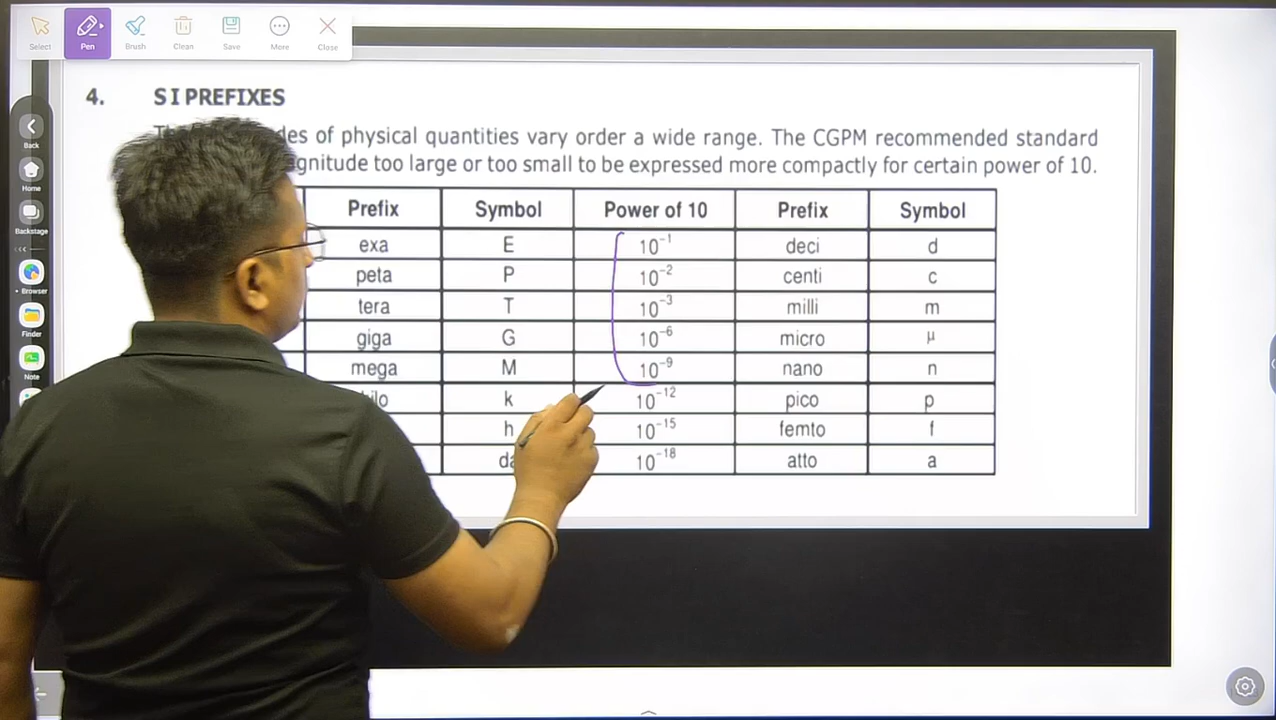 Select Pen Brush Clean Save More Close
4. S I PREFIXES
des of physical quantities vary order a wide range. The CGPM recommended standard
gnitude too large or too small to be expressed more compactly for certain power of 10.
Prefix Symbol Power of 10 Prefix Symbol
exa E 10⁻¹ deci d
peta P 10⁻² centi c
tera T 10⁻³ milli m
giga G 10⁻⁶ micro μ
mega M 10⁻⁹ nano n
ilo k 10⁻¹² pico p
h 10⁻¹⁵ femto f
da 10⁻¹⁸ atto a
Back
Home
Backstage
Browser
Finder
Note